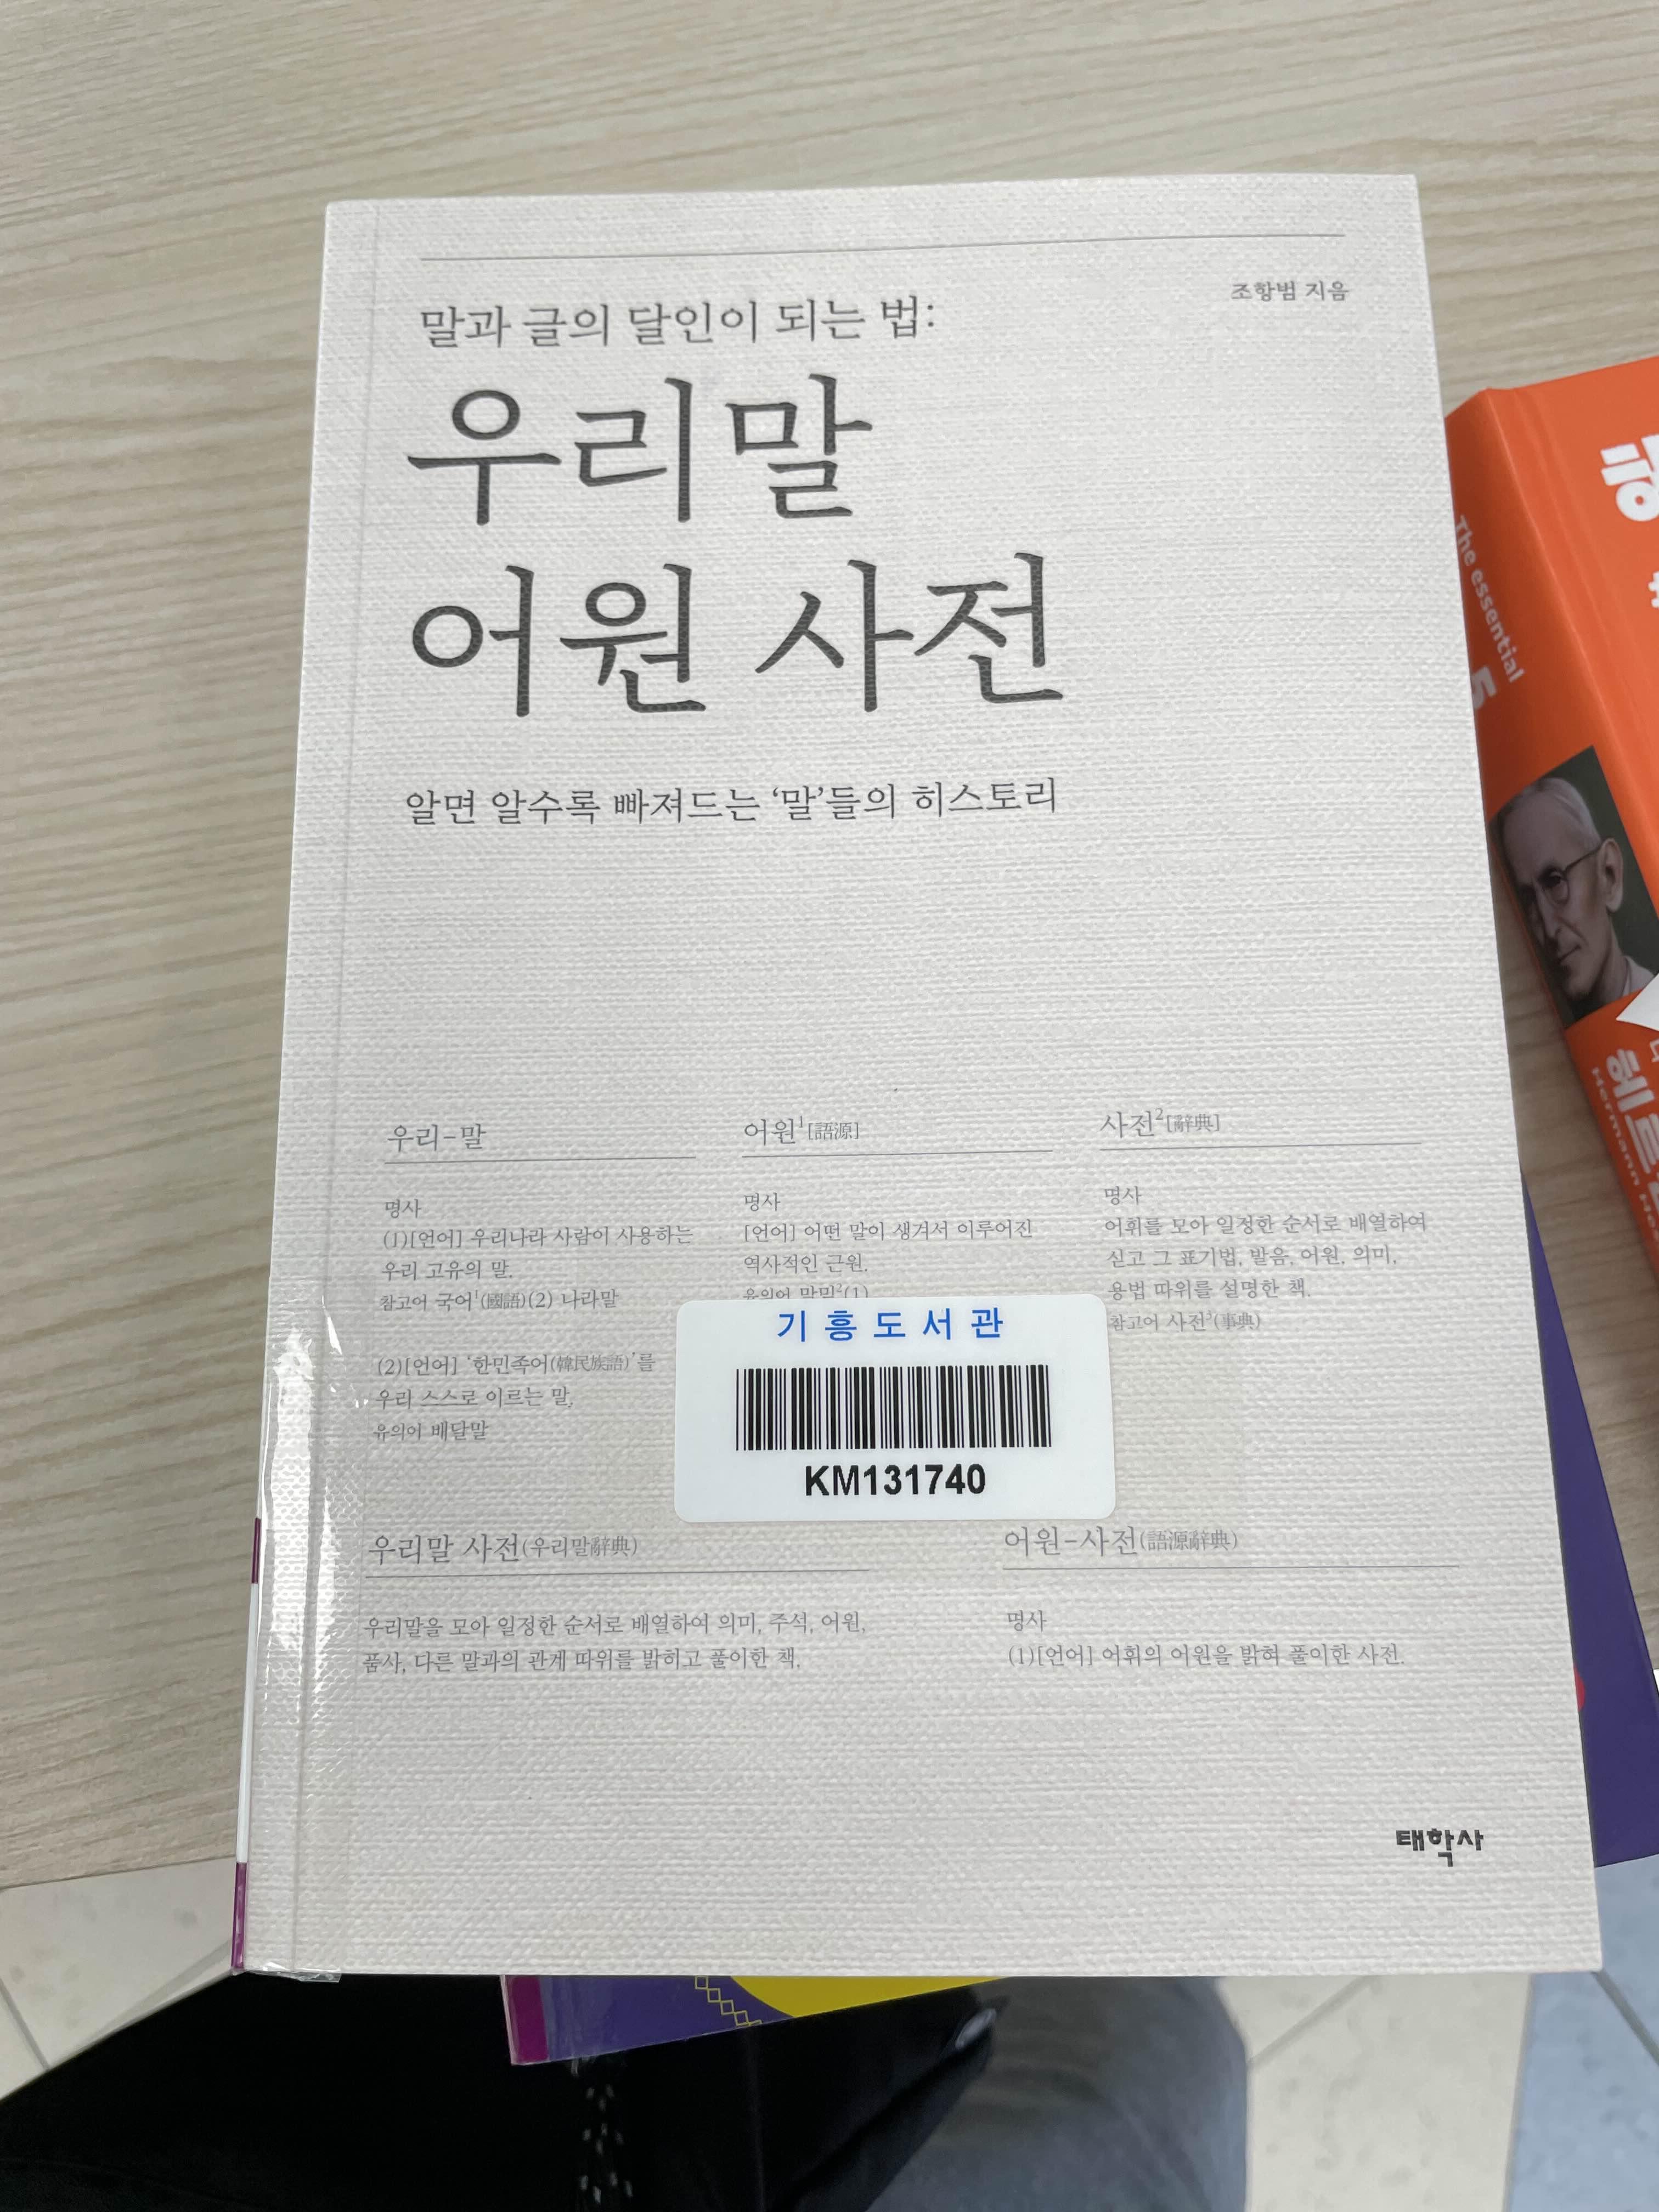 조항범 지음
말과 글의 달인이 되는 법:
우리말
어원 사전
알면 알수록 빠져드는 ‘말’들의 히스토리
우리-말
명사
(1)[언어] 우리나라 사람이 사용하는
우리 고유의 말.
참고어 국어1(國語)(2) 나라말
(2)[언어] ‘한민족어(韓民族語)’를
우리 스스로 이르는 말.
유의어 배달말
어원1[語源]
명사
[언어] 어떤 말이 생겨서 이루어진
역사적인 근원.
유의어 말밑2(1)
사전2[辭典]
명사
어휘를 모아 일정한 순서로 배열하여
싣고 그 표기법, 발음, 어원, 의미,
용법 따위를 설명한 책.
참고어 사전3(事典)
기흥도서관
KM131740
우리말 사전(우리말辭典)
우리말을 모아 일정한 순서로 배열하여 의미, 주석, 어원,
품사, 다른 말과의 관계 따위를 밝히고 풀이한 책.
어원-사전(語源辭典)
명사
(1)[언어] 어휘의 어원을 밝혀 풀이한 사전.
태학사
The essential
5